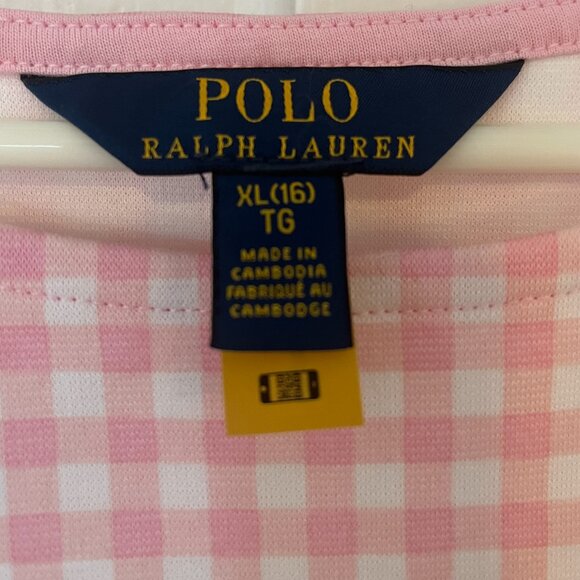 POLO
RALPH LAUREN
XL(16)
TG
MADE IN
CAMBODIA
FABRIQUÉ AU
CAMBODGE